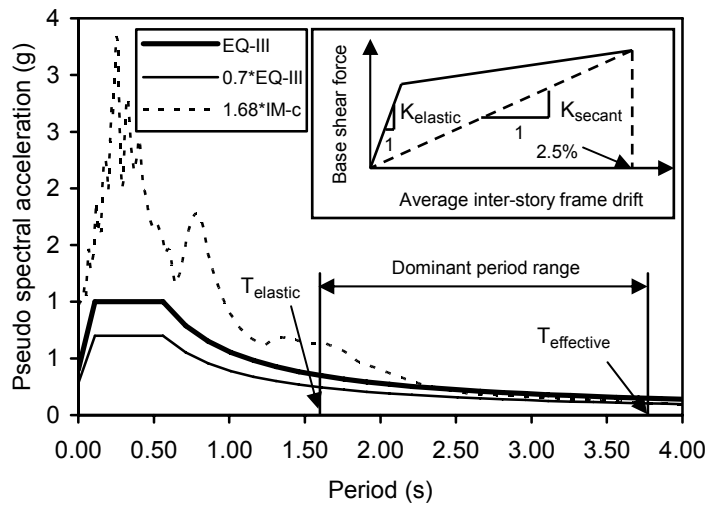 4
3
3
2
2
1
1
0
Pseudo spectral acceleration (g)
EQ-III
0.7*EQ-III
1.68*IM-c
Base shear force
K elastic
1
K secant
1
2.5%
Average inter-story frame drift
T elastic
Dominant period range
T effective
0.00 0.50 1.00 1.50 2.00 2.50 3.00 3.50 4.00
Period (s)